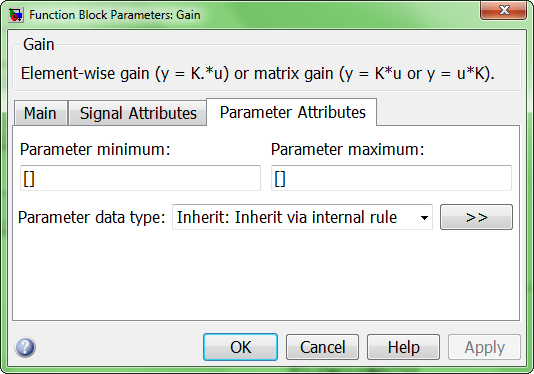 Function Block Parameters: Gain
Gain
Element-wise gain (y = K.*u) or matrix gain (y = K*u or y = u*K).
Main Signal Attributes Parameter Attributes
Parameter minimum: Parameter maximum:
[] []
Parameter data type: Inherit: Inherit via internal rule >>
OK Cancel Help Apply